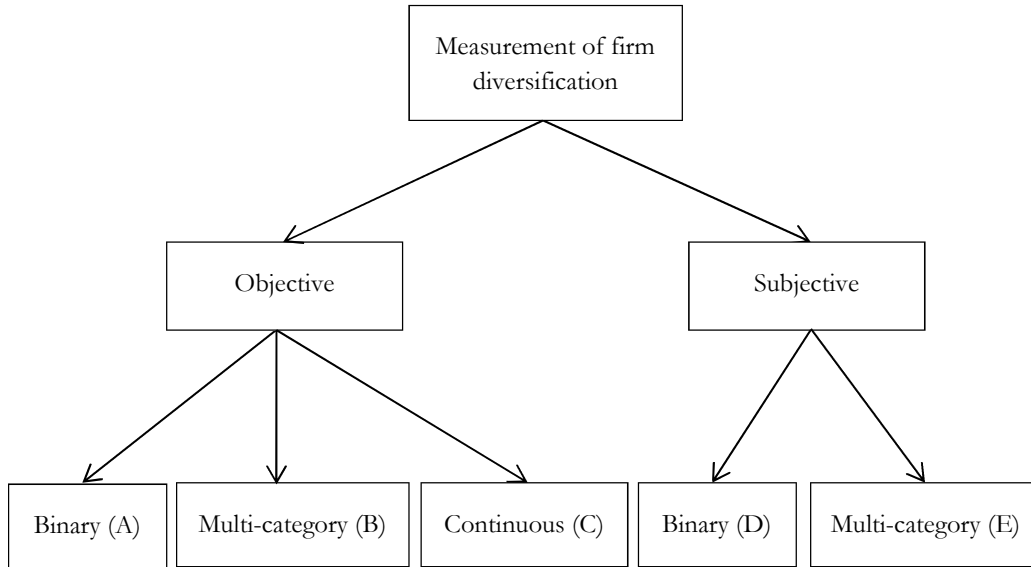 Measurement of firm
diversification
Objective
Subjective
Binary (A)
Multi-category (B)
Continuous (C)
Binary (D)
Multi-category (E)